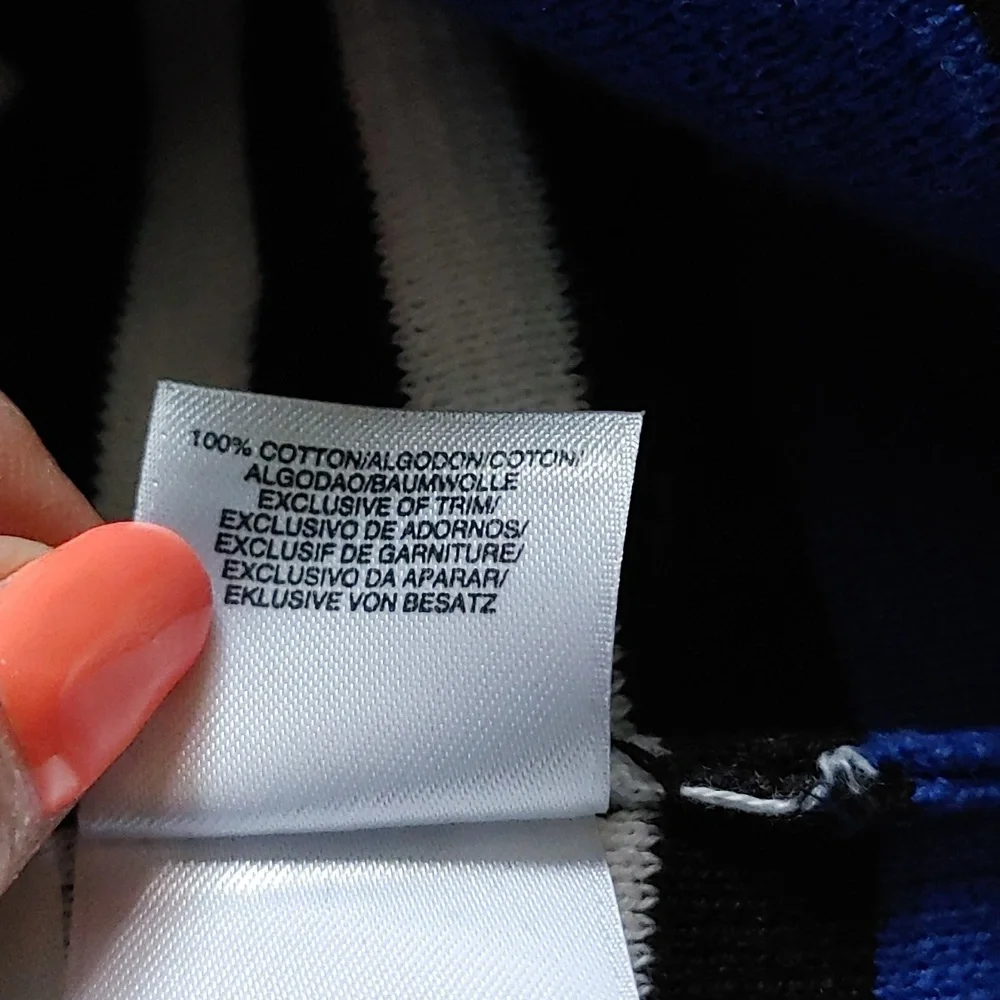 100% COTTON/ALGODON/COTON/
ALGODAO/BAUMWOLLE
EXCLUSIVE OF TRIM/
EXCLUSIVO DE ADORNOS/
EXCLUSIF DE GARNITURE/
EXCLUSIVO DA APARAR/
EKLUSIVE VON BESATZ